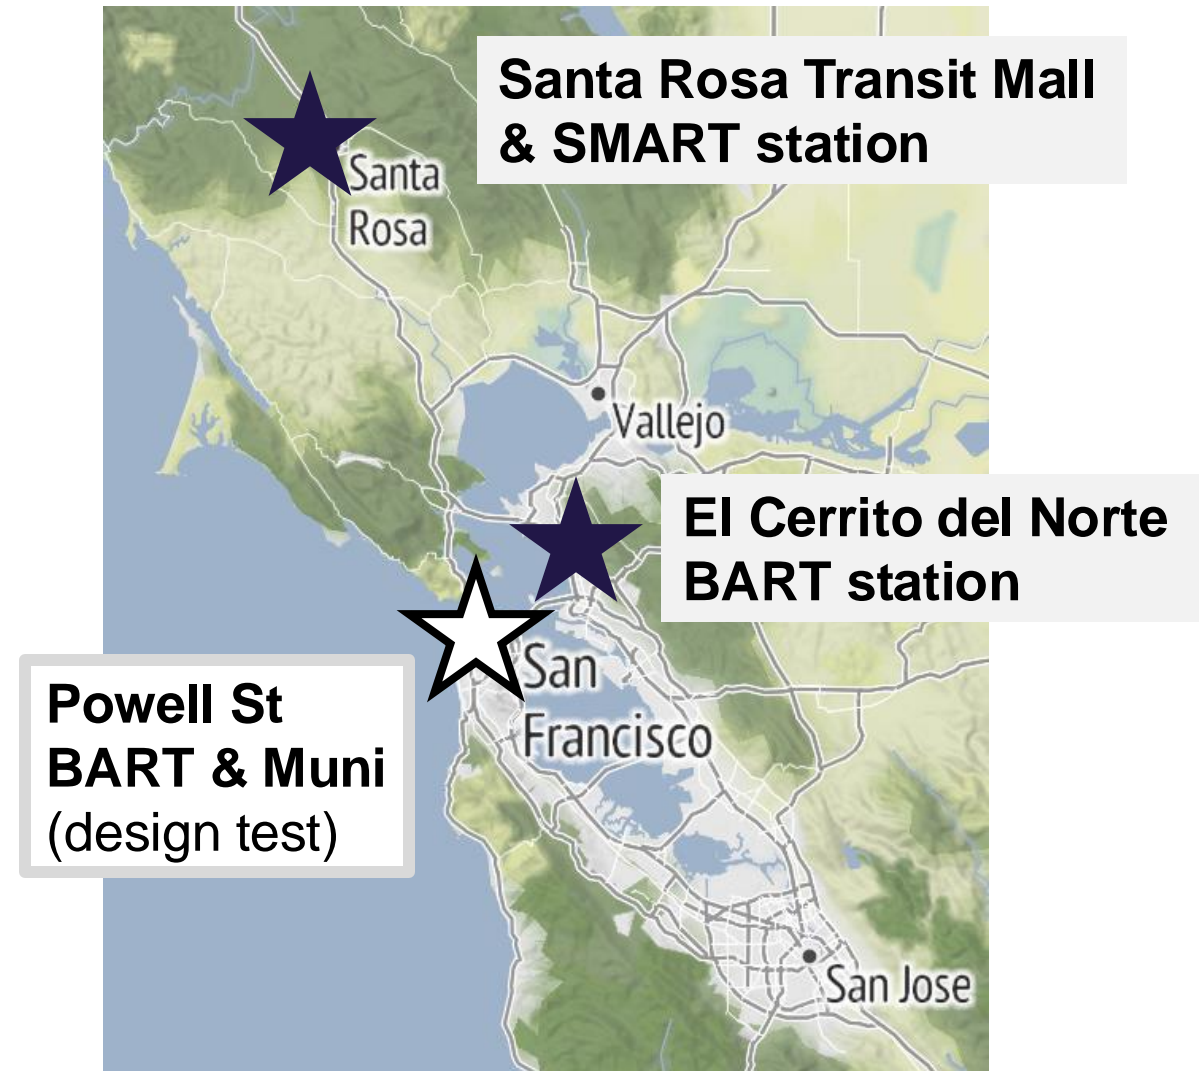 Santa Rosa Transit Mall
& SMART station
Santa
Rosa
Vallejo
El Cerrito del Norte
BART station
San
Francisco
Powell St
BART & Muni
(design test)
San Jose